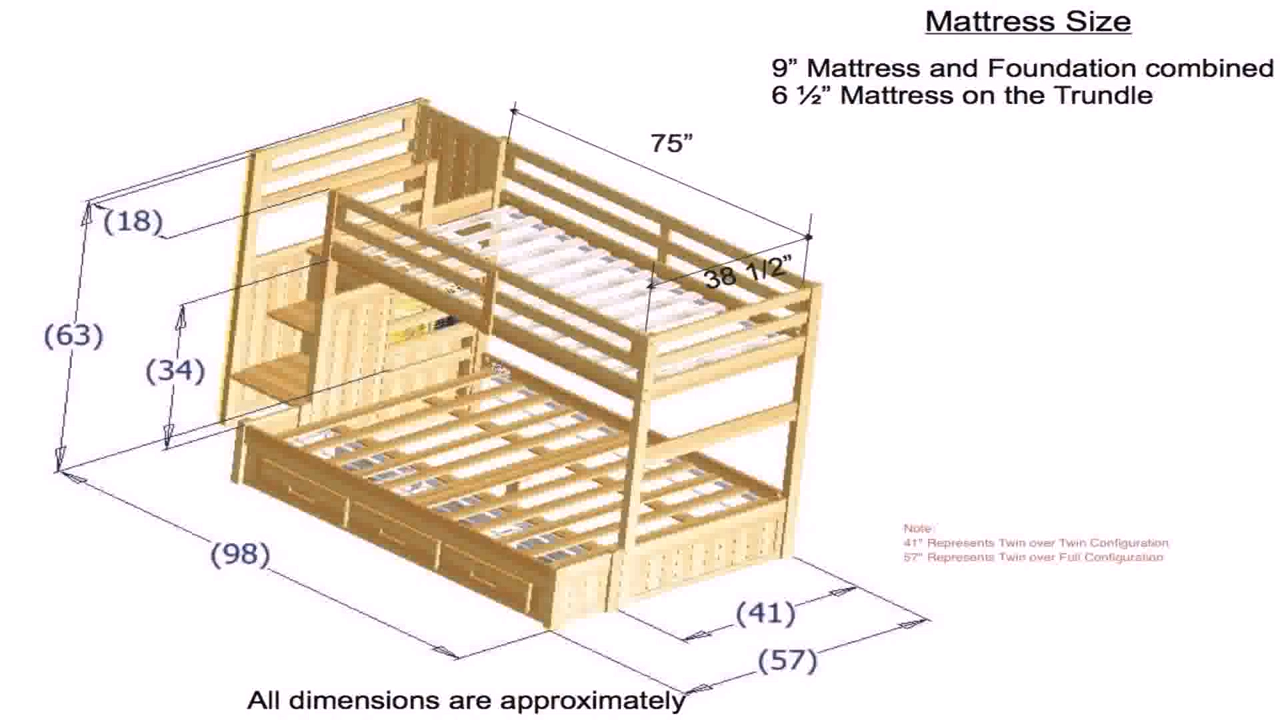 Mattress Size
9” Mattress and Foundation combined
6 ½” Mattress on the Trundle
75”
(18)
38 1/2”
(63)
(34)
Note:
41" Represents Twin over Twin Configuration
57" Represents Twin over Full Configuration
(98)
(41)
(57)
All dimensions are approximately